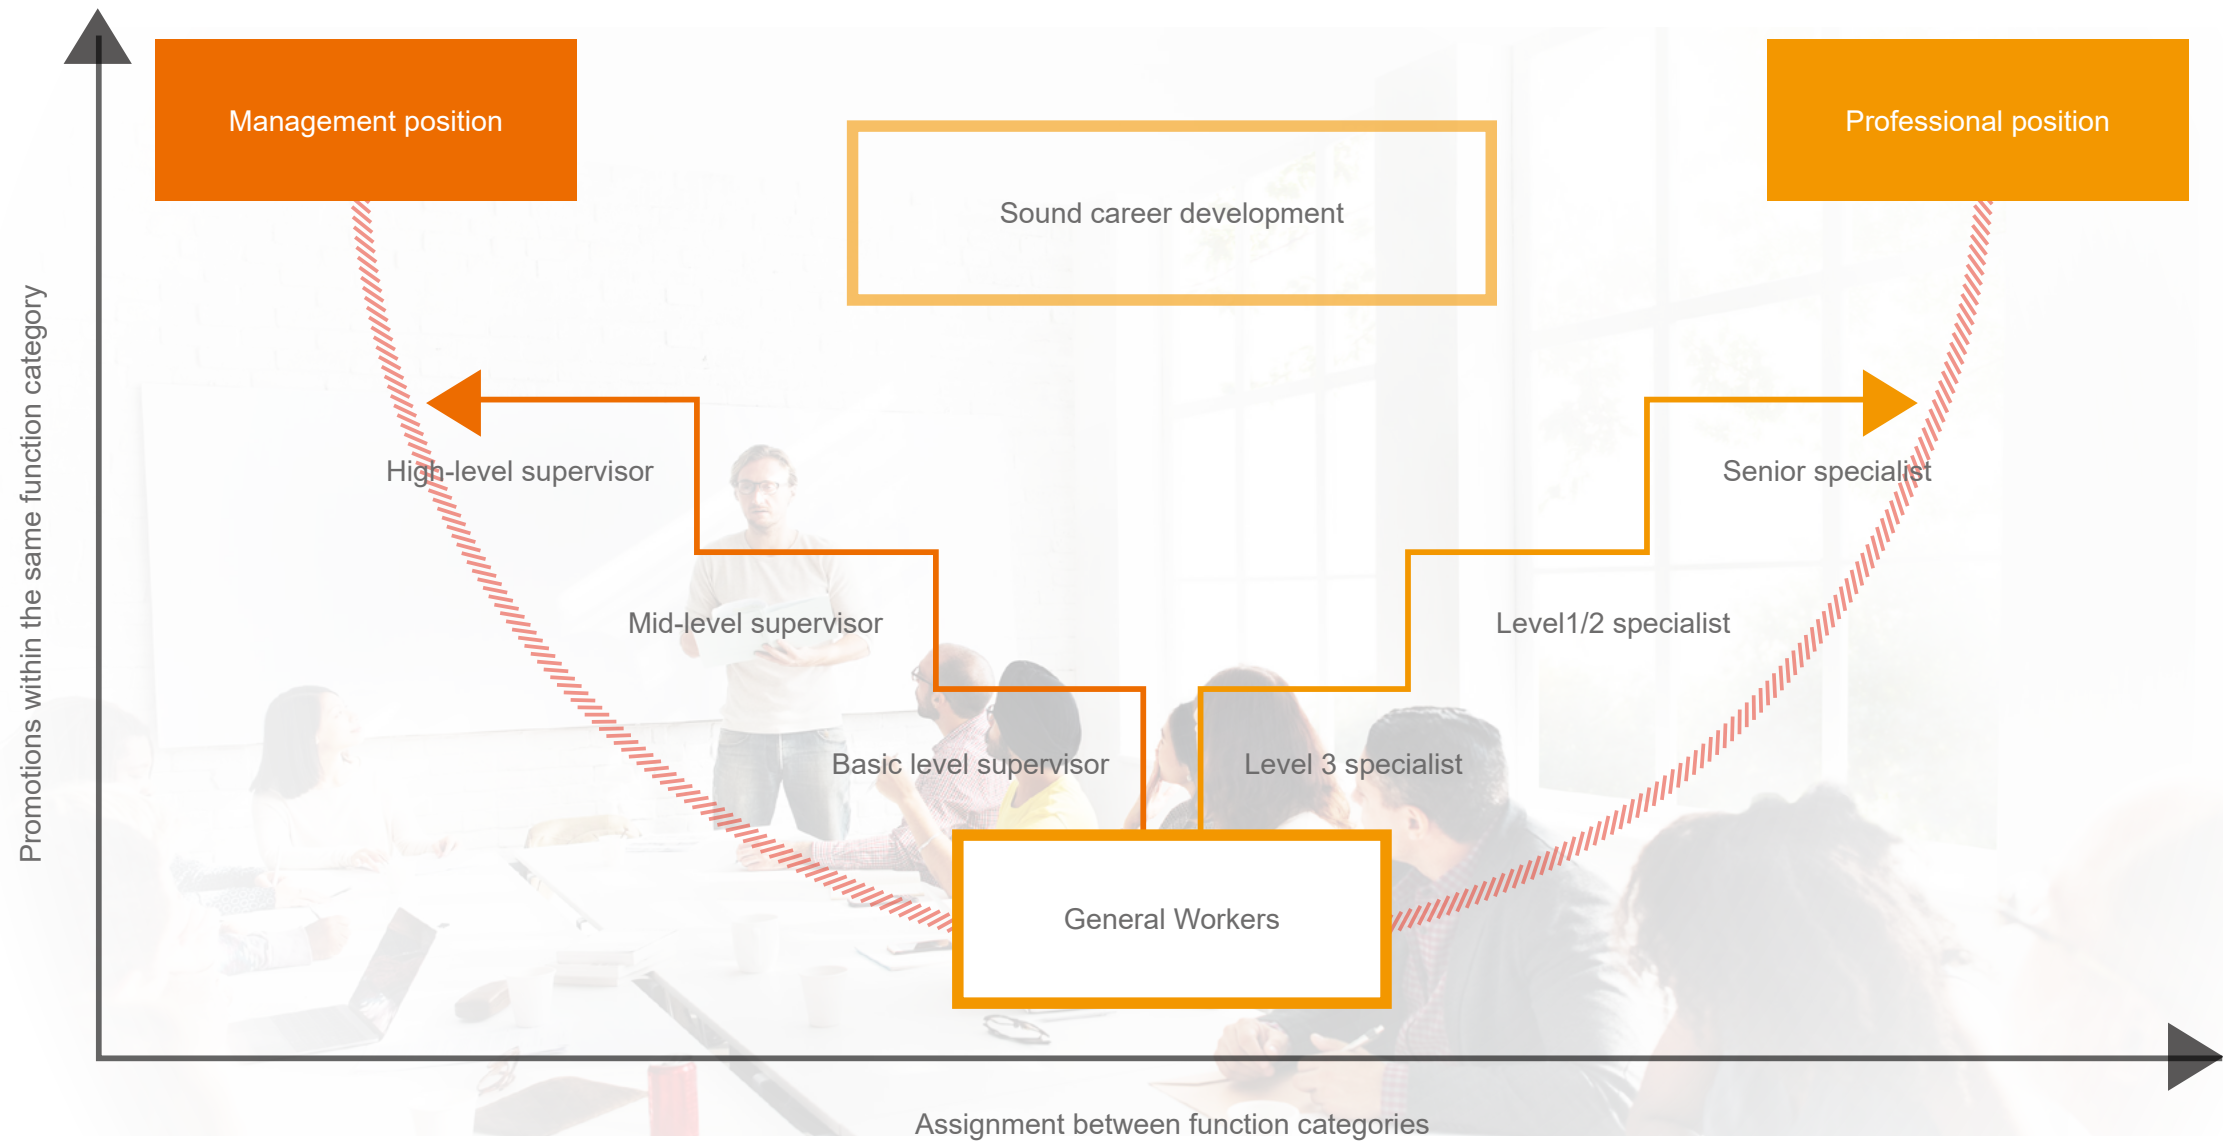 Management position
Professional position
Sound career development
Promotions within the same function category
High-level supervisor
Senior specialist
Mid-level supervisor
Level1/2 specialist
Basic level supervisor
Level 3 specialist
General Workers
Assignment between function categories